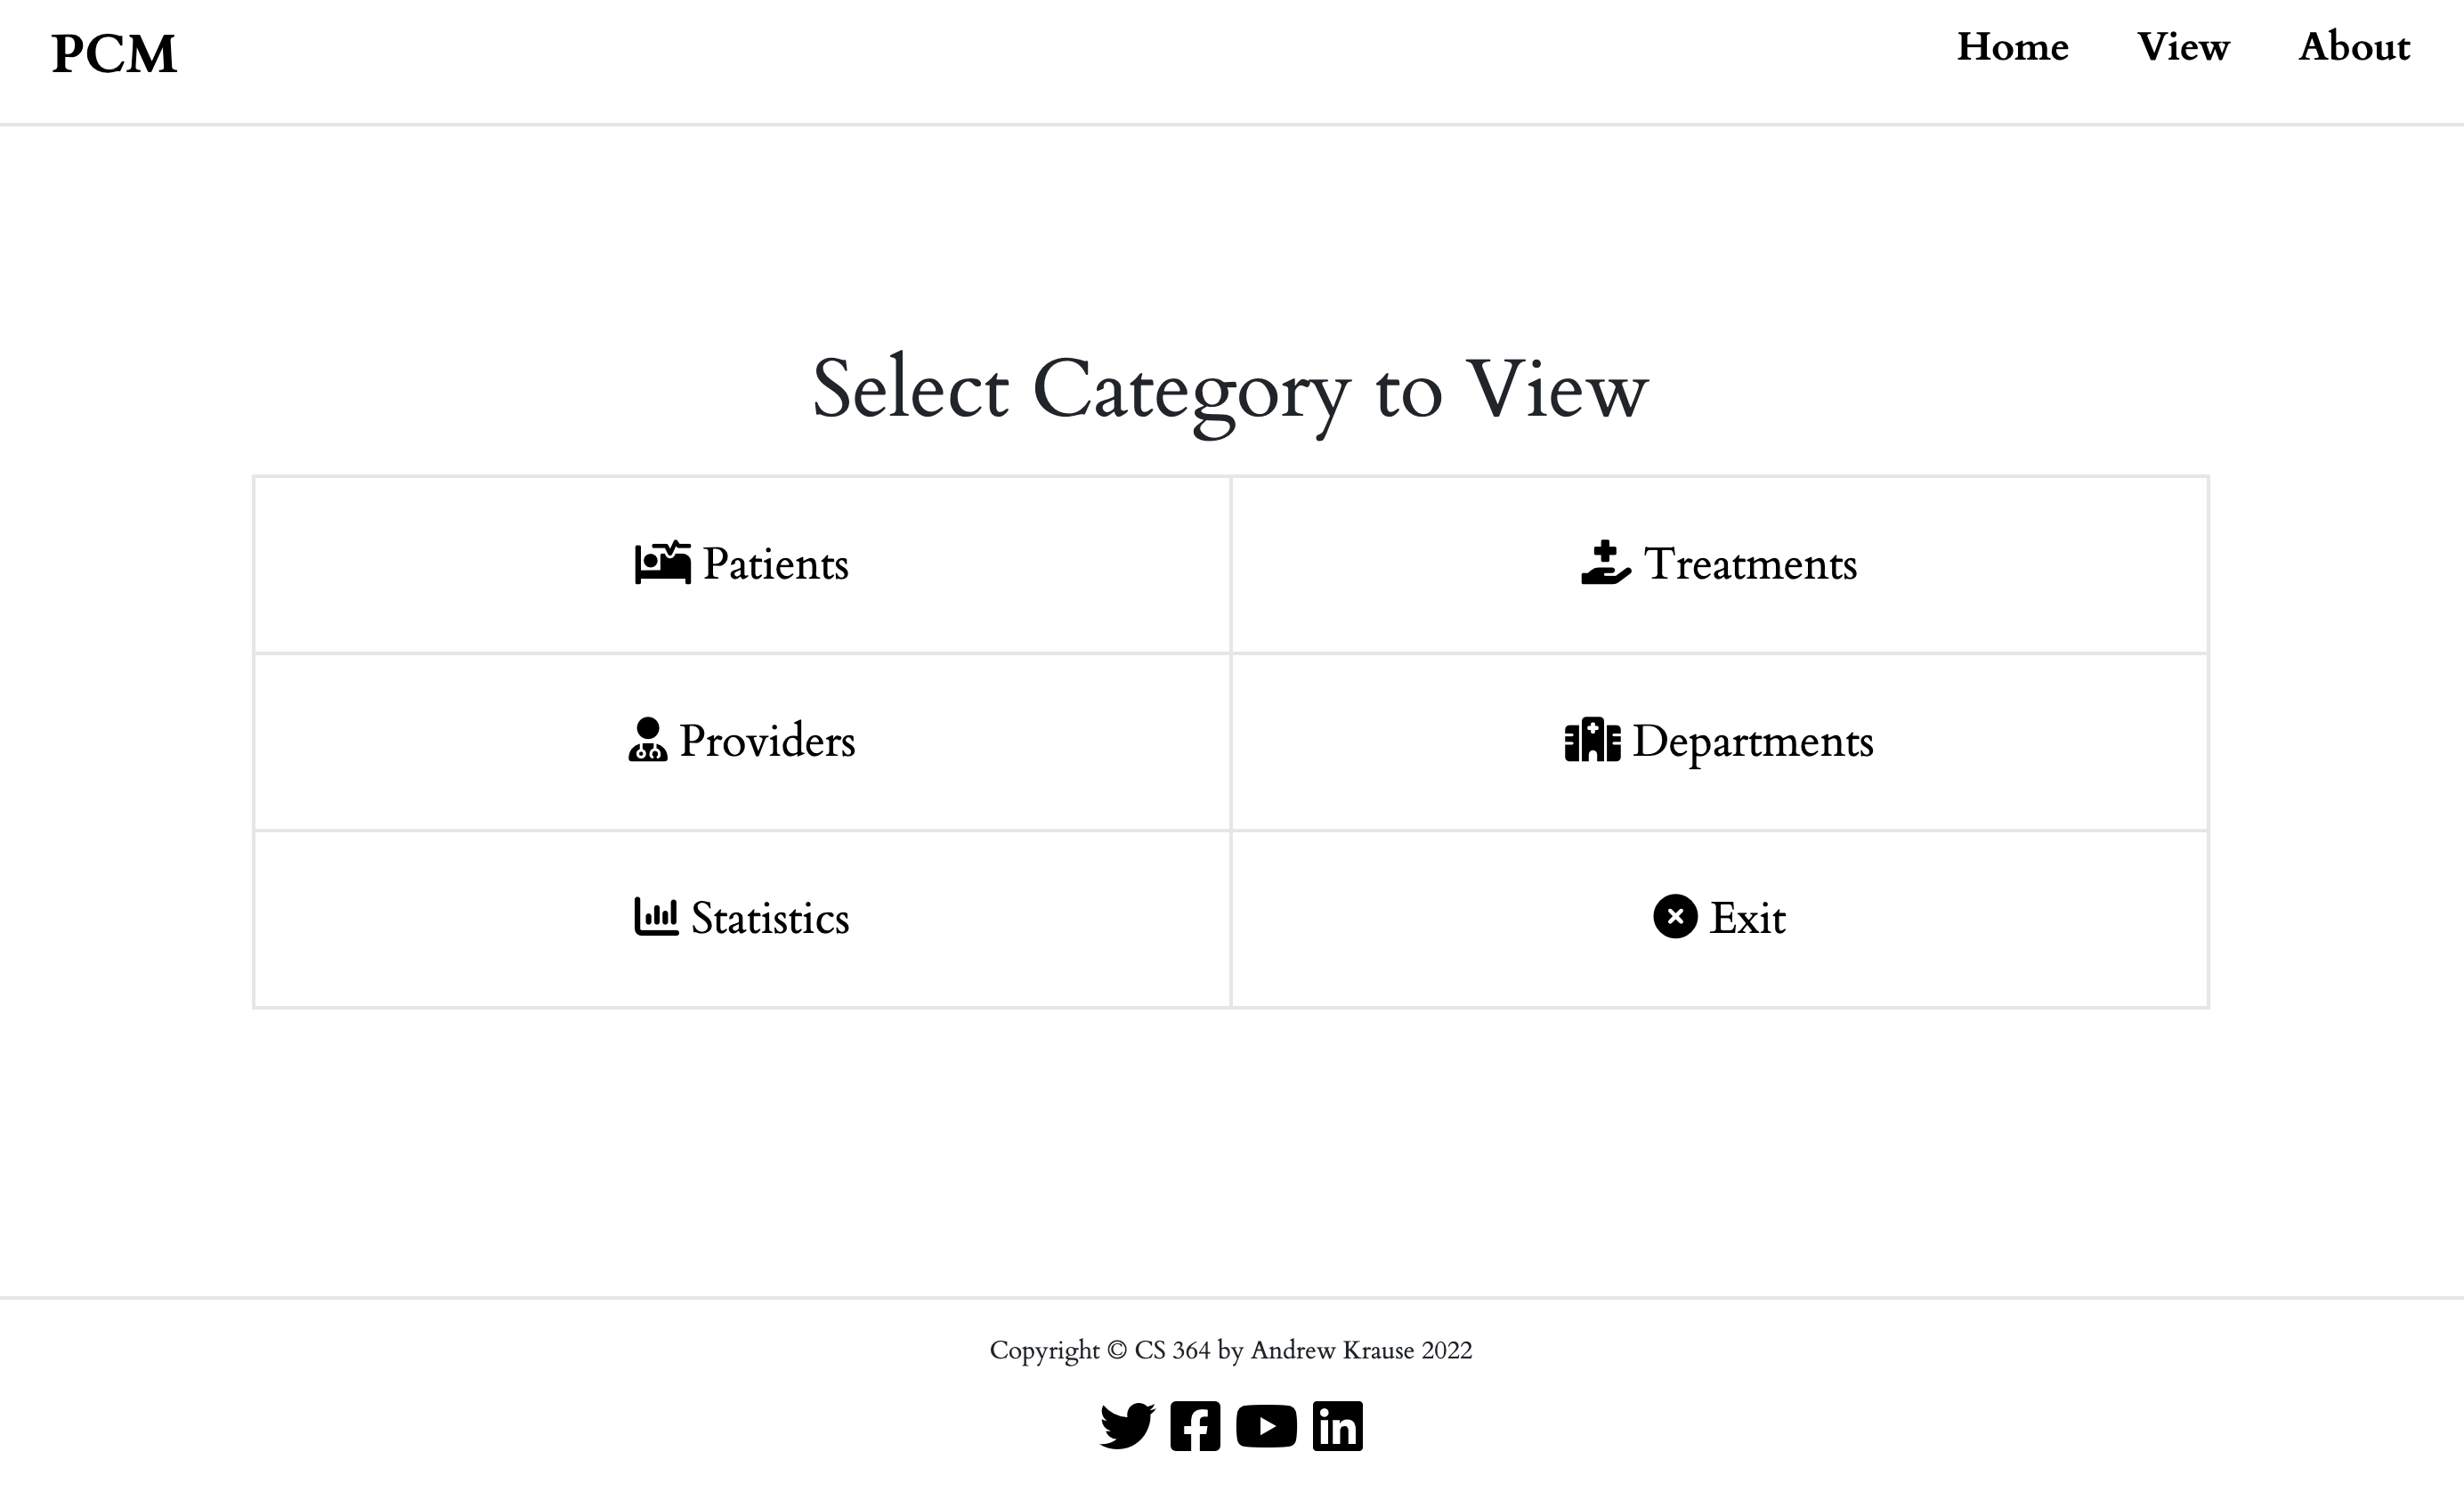 PCM
Home View About
Select Category to View
Patients Treatments
Providers Departments
Statistics Exit
Copyright © CS 364 by Andrew Krause 2022